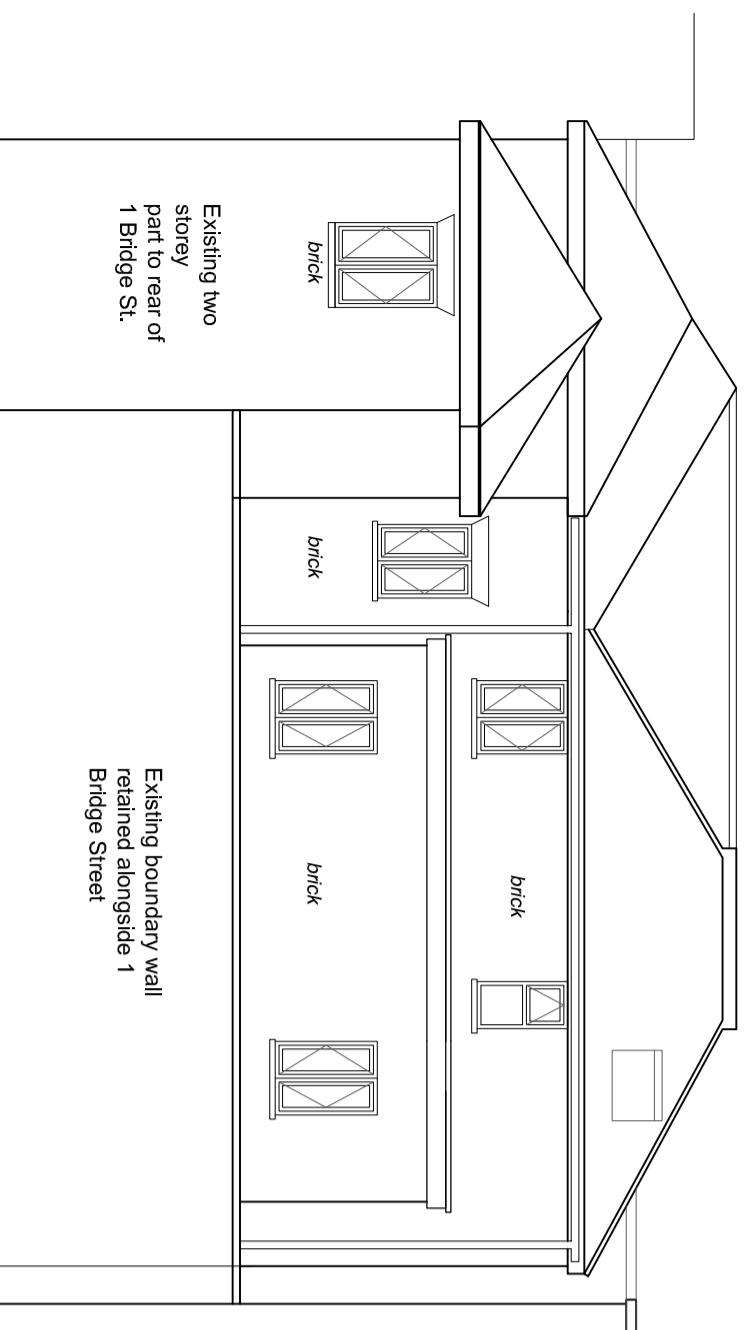 Existing two
storey
part to rear of
1 Bridge St.
brick
brick
brick
brick
Existing boundary wall
retained alongside 1
Bridge Street